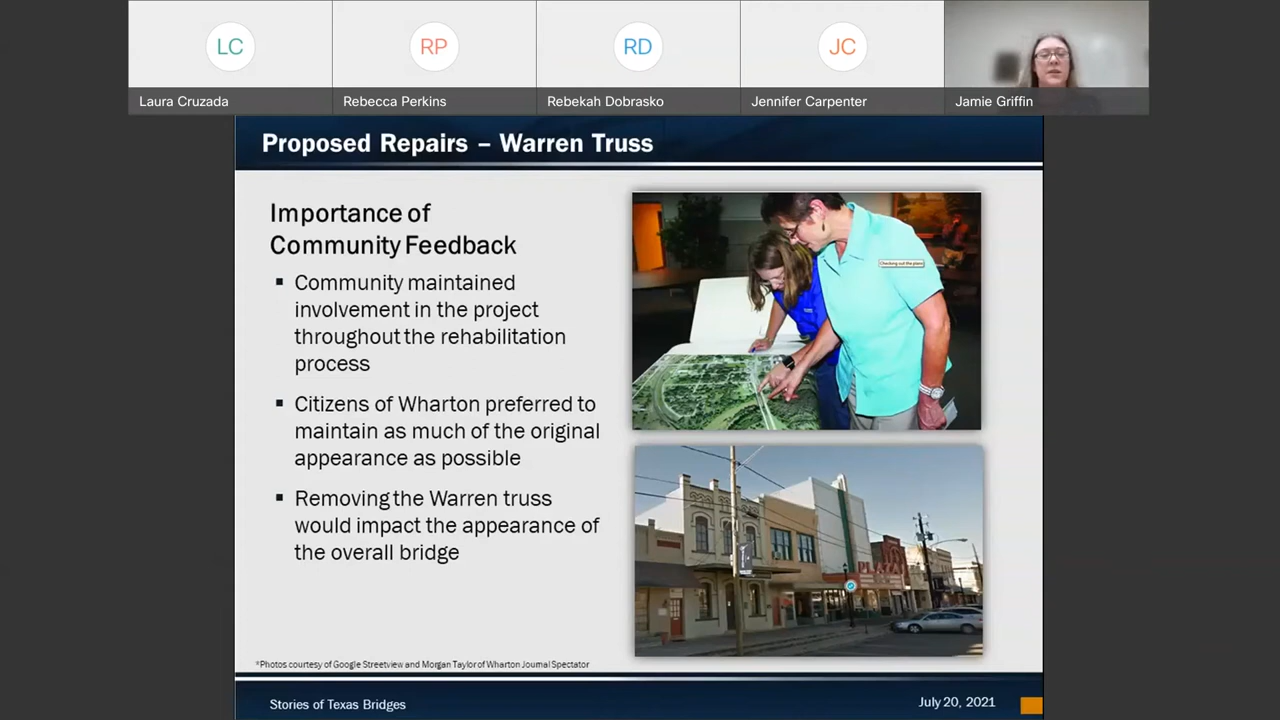 LC
RP
RD
JC
Laura Cruzada
Rebecca Perkins
Rebekah Dobrasko
Jennifer Carpenter
Jamie Griffin
Proposed Repairs – Warren Truss
Importance of
Community Feedback
▪ Community maintained
involvement in the project
throughout the rehabilitation
process
▪ Citizens of Wharton preferred to
maintain as much of the original
appearance as possible
▪ Removing the Warren truss
would impact the appearance of
the overall bridge
Checking out the plans
PLAZA
*Photos courtesy of Google Streetview and Morgan Taylor of Wharton Journal Spectator
Stories of Texas Bridges
July 20, 2021